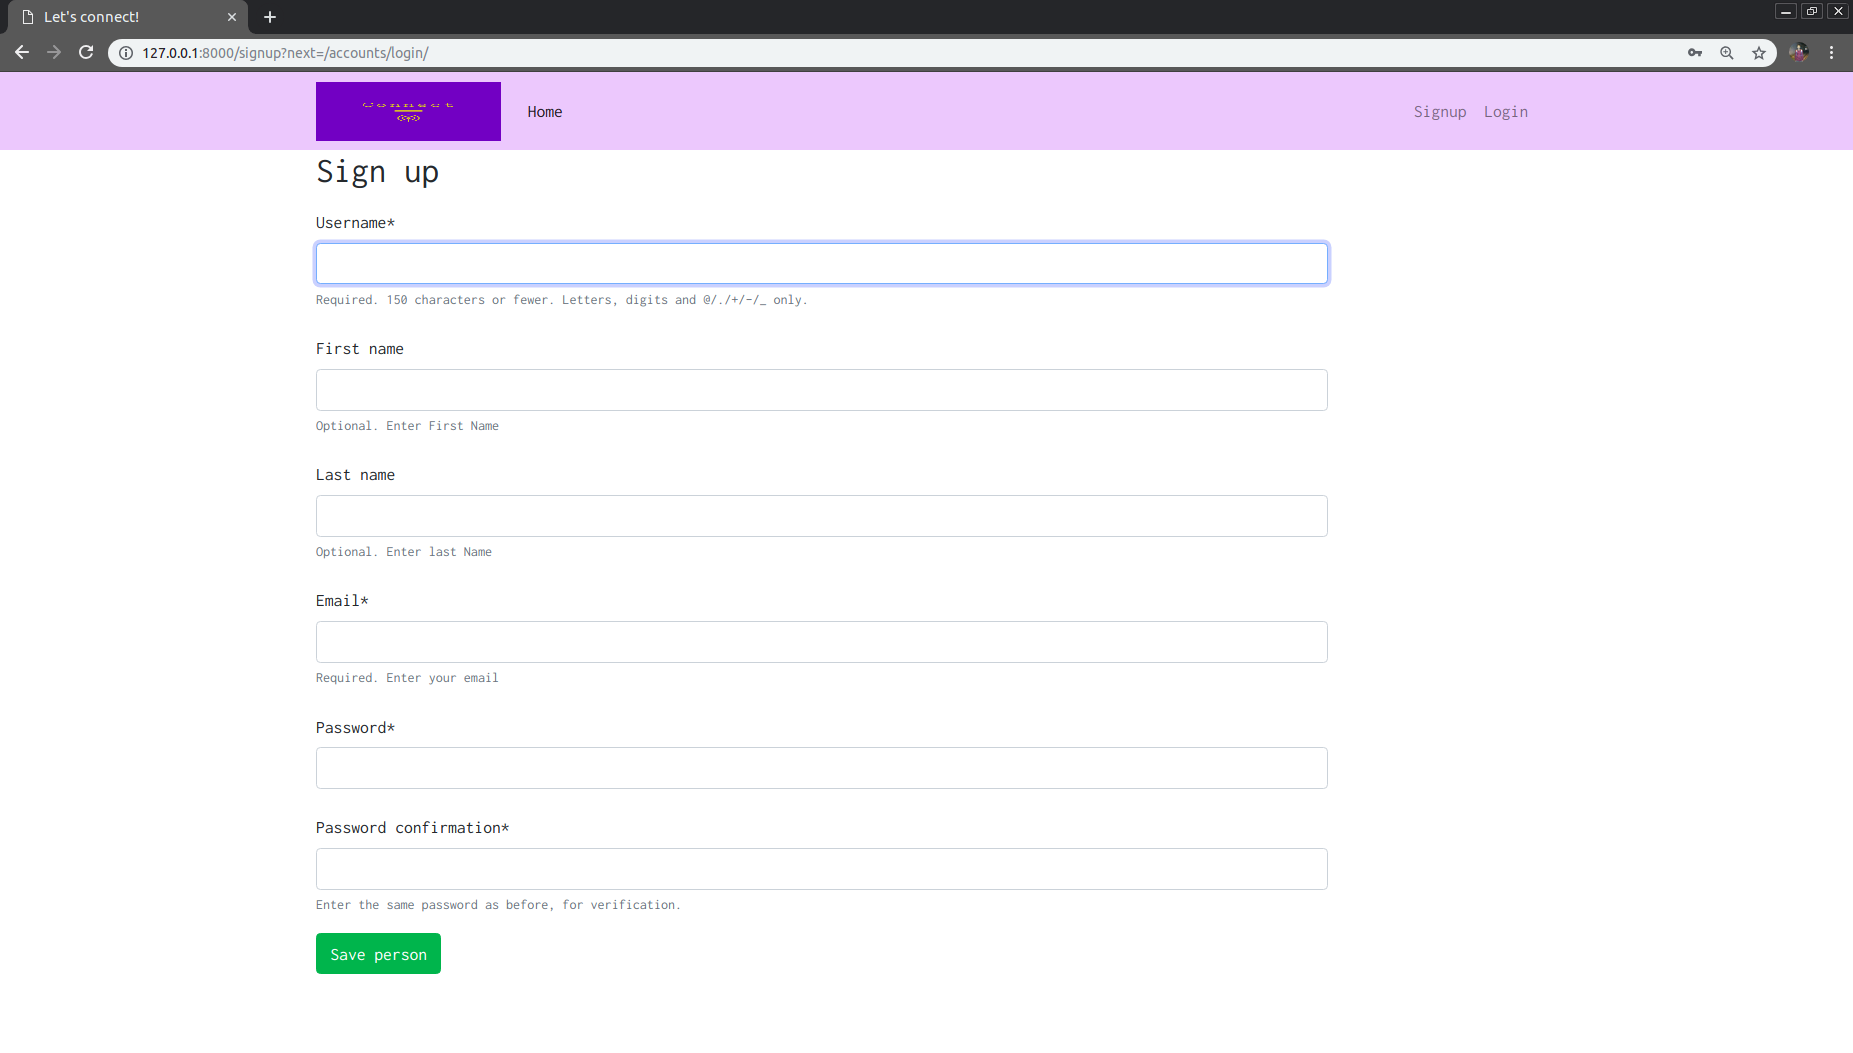 Let's connect!
127.0.0.1:8000/signup?next=/accounts/login/
Connect
Home
Signup Login
Sign up
Username*
Required. 150 characters or fewer. Letters, digits and @/./+/-/_ only.
First name
Optional. Enter First Name
Last name
Optional. Enter last Name
Email*
Required. Enter your email
Password*
Password confirmation*
Enter the same password as before, for verification.
Save person